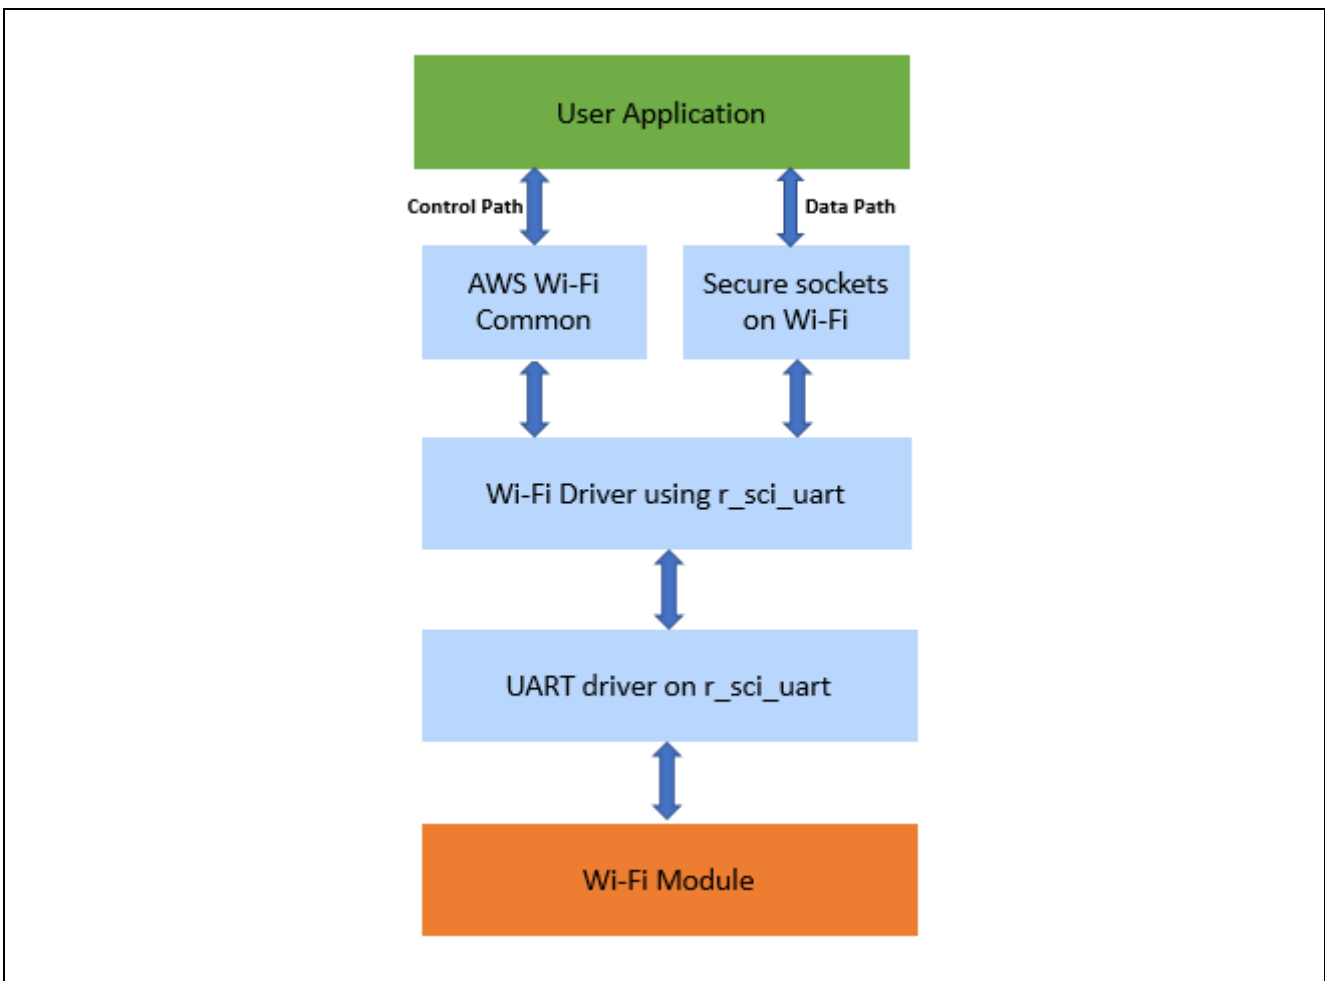 User Application
Control Path
Data Path
AWS Wi-Fi
Common
Secure sockets
on Wi-Fi
Wi-Fi Driver using r_sci_uart
UART driver on r_sci_uart
Wi-Fi Module